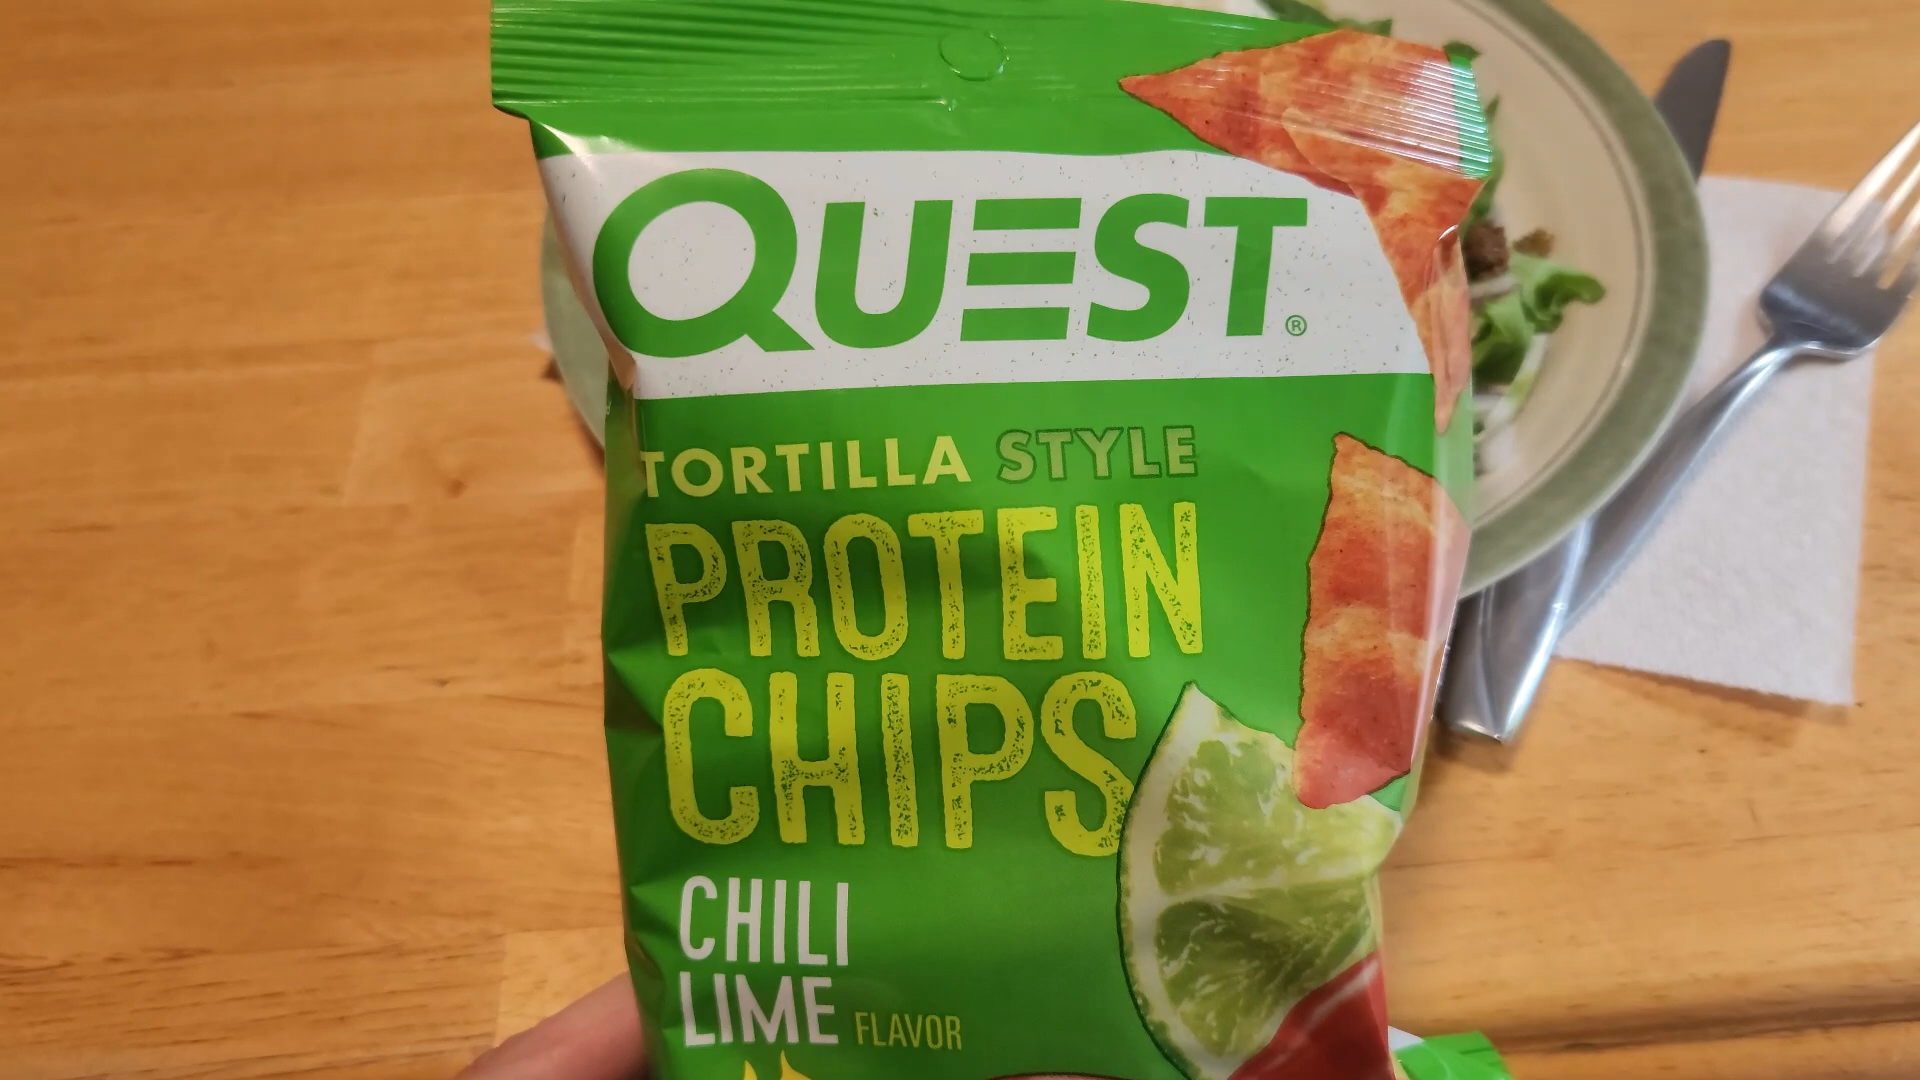 QUEST®
TORTILLA STYLE
PROTEIN
CHIPS
CHILI
LIME FLAVOR